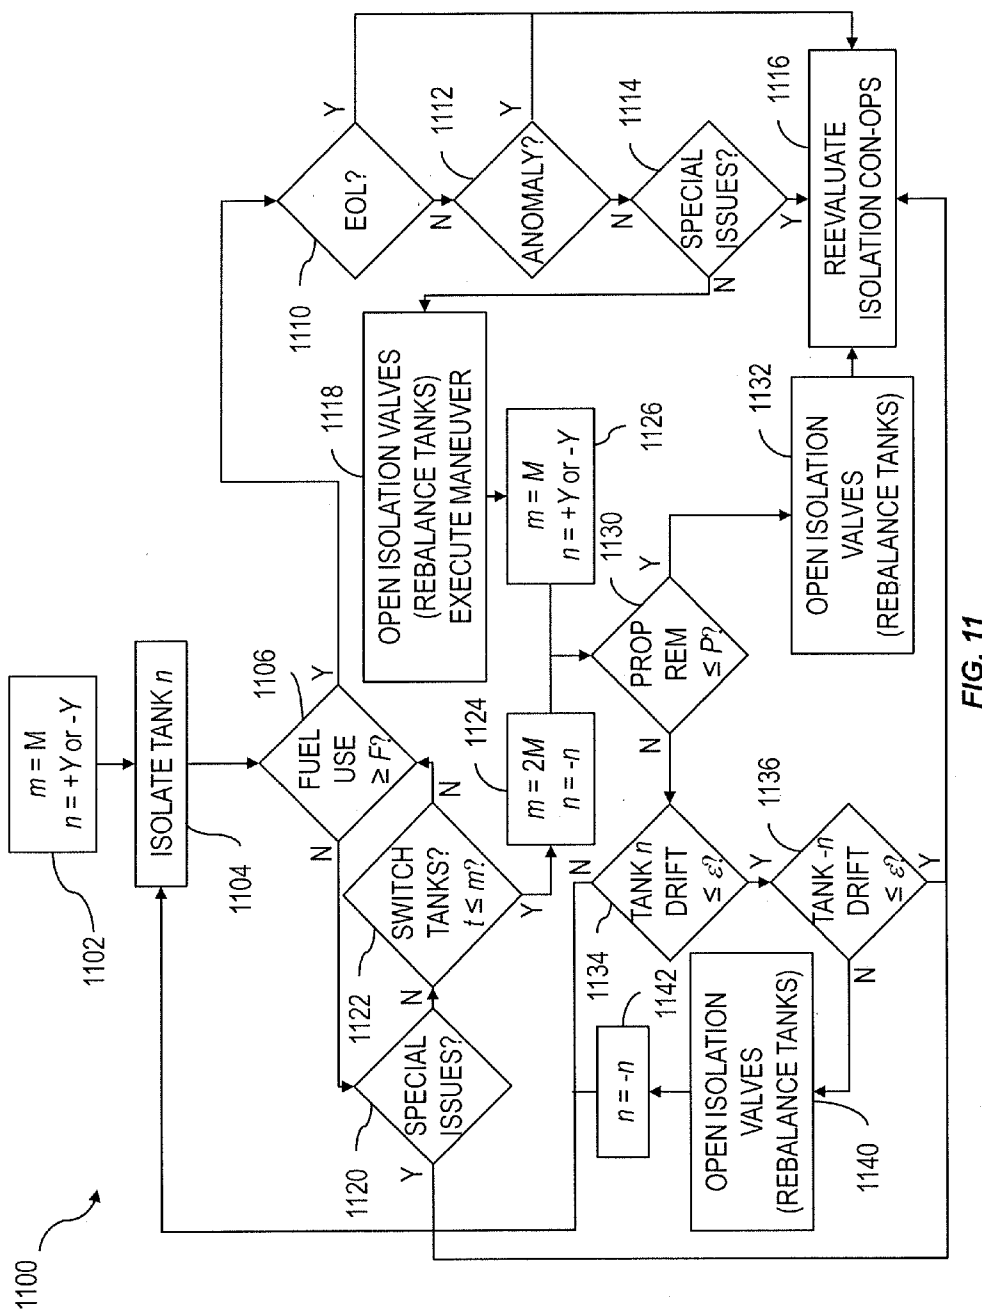 1100
1102
m = M
n = +Y or -Y
ISOLATE TANK n
1104
FUEL
USE
≥ F?
1106
Y
N
EOL?
1110
Y
N
ANOMALY?
1112
Y
N
SPECIAL
ISSUES?
1114
Y
N
REEVALUATE
ISOLATION CON-OPS
1116
OPEN ISOLATION VALVES
(REBALANCE TANKS)
EXECUTE MANEUVER
1118
SPECIAL
ISSUES?
1120
Y
N
SWITCH
TANKS?
t ≤ m?
1122
N
Y
m = 2M
n = -n
1124
m = M
n = +Y or -Y
1126
PROP
REM
≤ P?
1130
Y
N
OPEN ISOLATION
VALVES
(REBALANCE TANKS)
1132
TANK n
DRIFT
≤ ε?
1134
N
Y
TANK -n
DRIFT
≤ ε?
1136
N
Y
OPEN ISOLATION
VALVES
(REBALANCE TANKS)
1140
n = -n
1142
FIG. 11